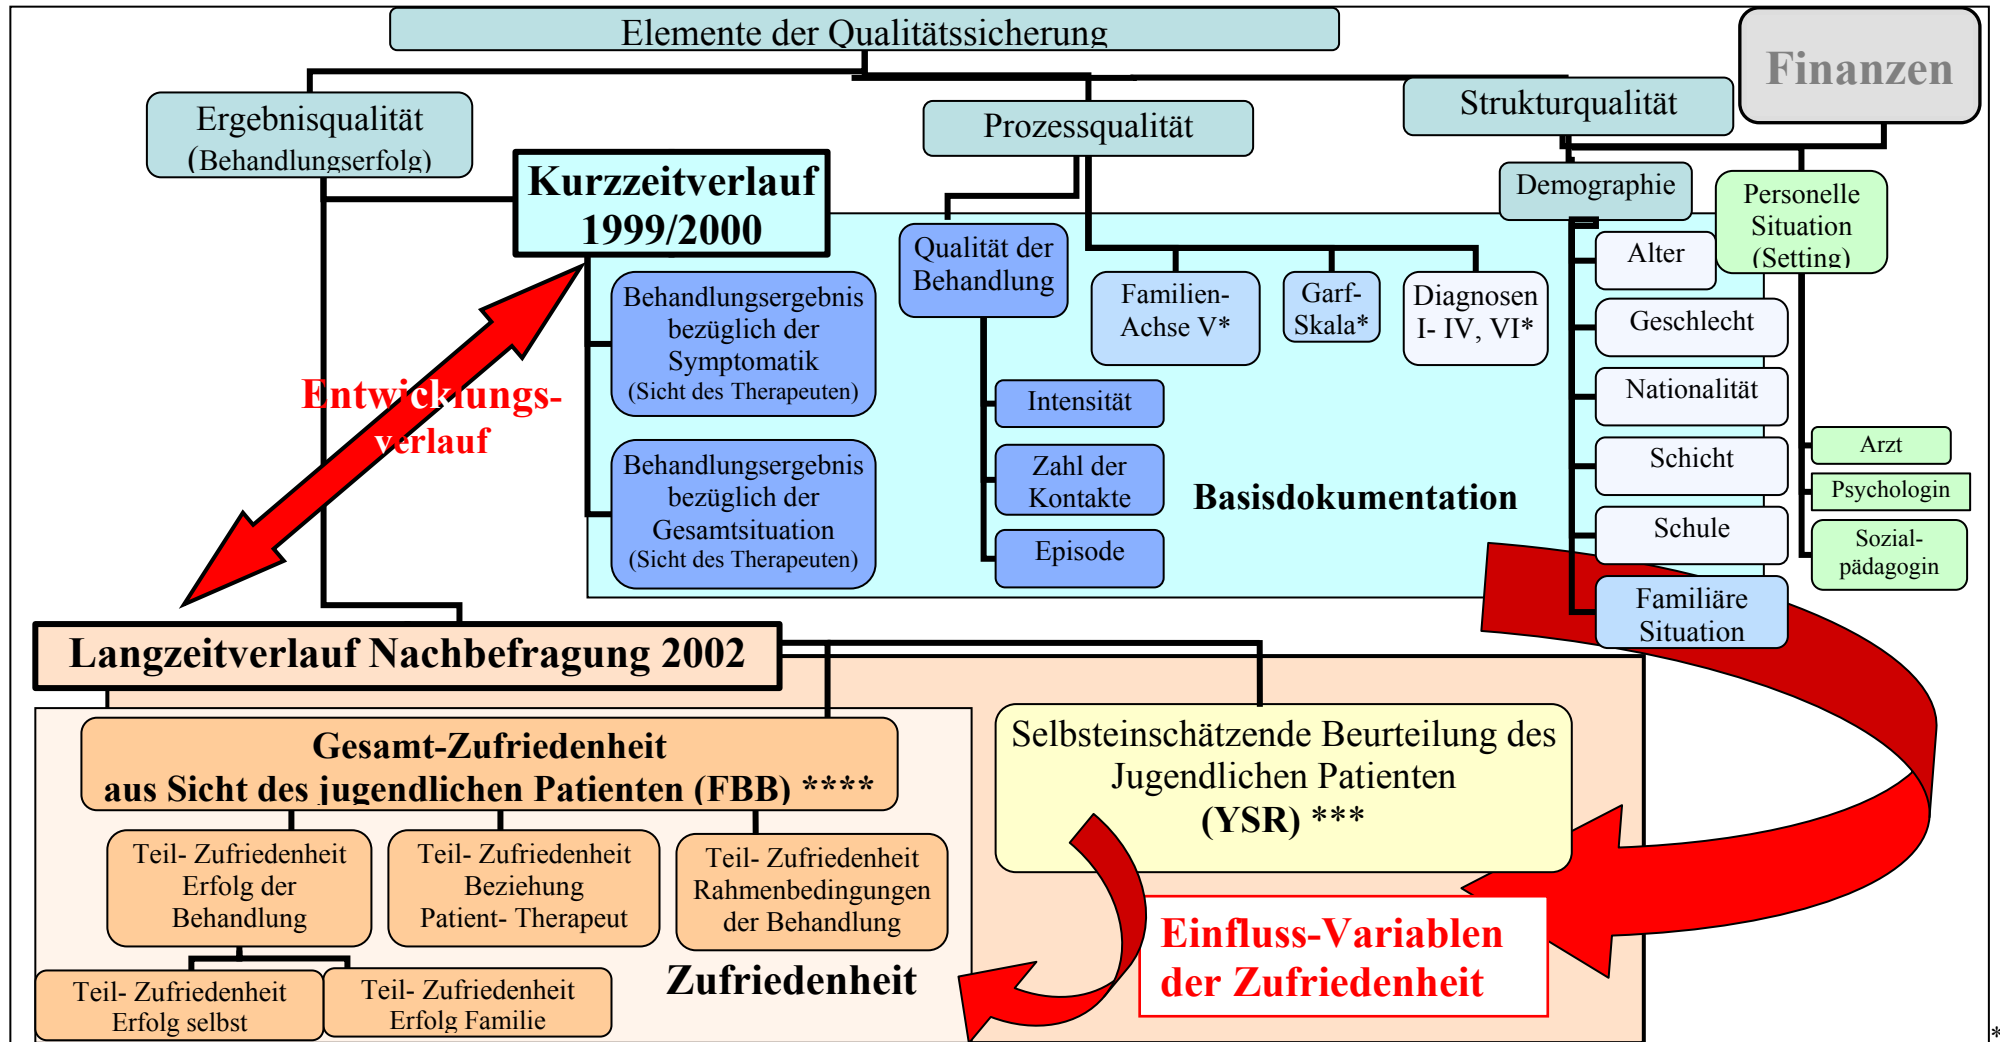 Elemente der Qualitätssicherung
Finanzen
Ergebnisqualität
(Behandlungserfolg)
Prozessqualität
Strukturqualität
Kurzzeitverlauf
1999/2000
Demographie
Personelle
Situation
(Setting)
Qualität der
Behandlung
Familien-
Achse V*
Garf-
Skala*
Diagnosen
I- IV, VI*
Alter
Geschlecht
Nationalität
Schicht
Schule
Familiäre
Situation
Behandlungsergebnis
bezüglich der
Symptomatik
(Sicht des Therapeuten)
Behandlungsergebnis
bezüglich der
Gesamtsituation
(Sicht des Therapeuten)
Intensität
Zahl der
Kontakte
Episode
Basisdokumentation
Arzt
Psychologin
Sozial-
pädagogin
Entwicklungs-
verlauf
Langzeitverlauf Nachbefragung 2002
Gesamt-Zufriedenheit
aus Sicht des jugendlichen Patienten (FBB) ****
Selbsteinschätzende Beurteilung des
Jugendlichen Patienten
(YSR) ***
Teil- Zufriedenheit
Erfolg der
Behandlung
Teil- Zufriedenheit
Beziehung
Patient- Therapeut
Teil- Zufriedenheit
Rahmenbedingungen
der Behandlung
Teil- Zufriedenheit
Erfolg selbst
Teil- Zufriedenheit
Erfolg Familie
Zufriedenheit
Einfluss-Variablen
der Zufriedenheit
*